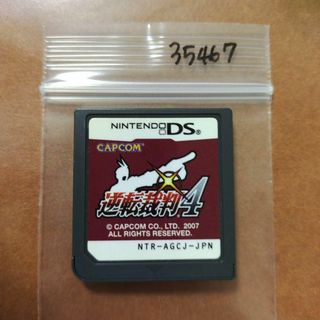 35467
NINTENDO DS®
CAPCOM®
逆転裁判4
© CAPCOM CO., LTD. 2007
ALL RIGHTS RESERVED.
NTR-AGCJ-JPN